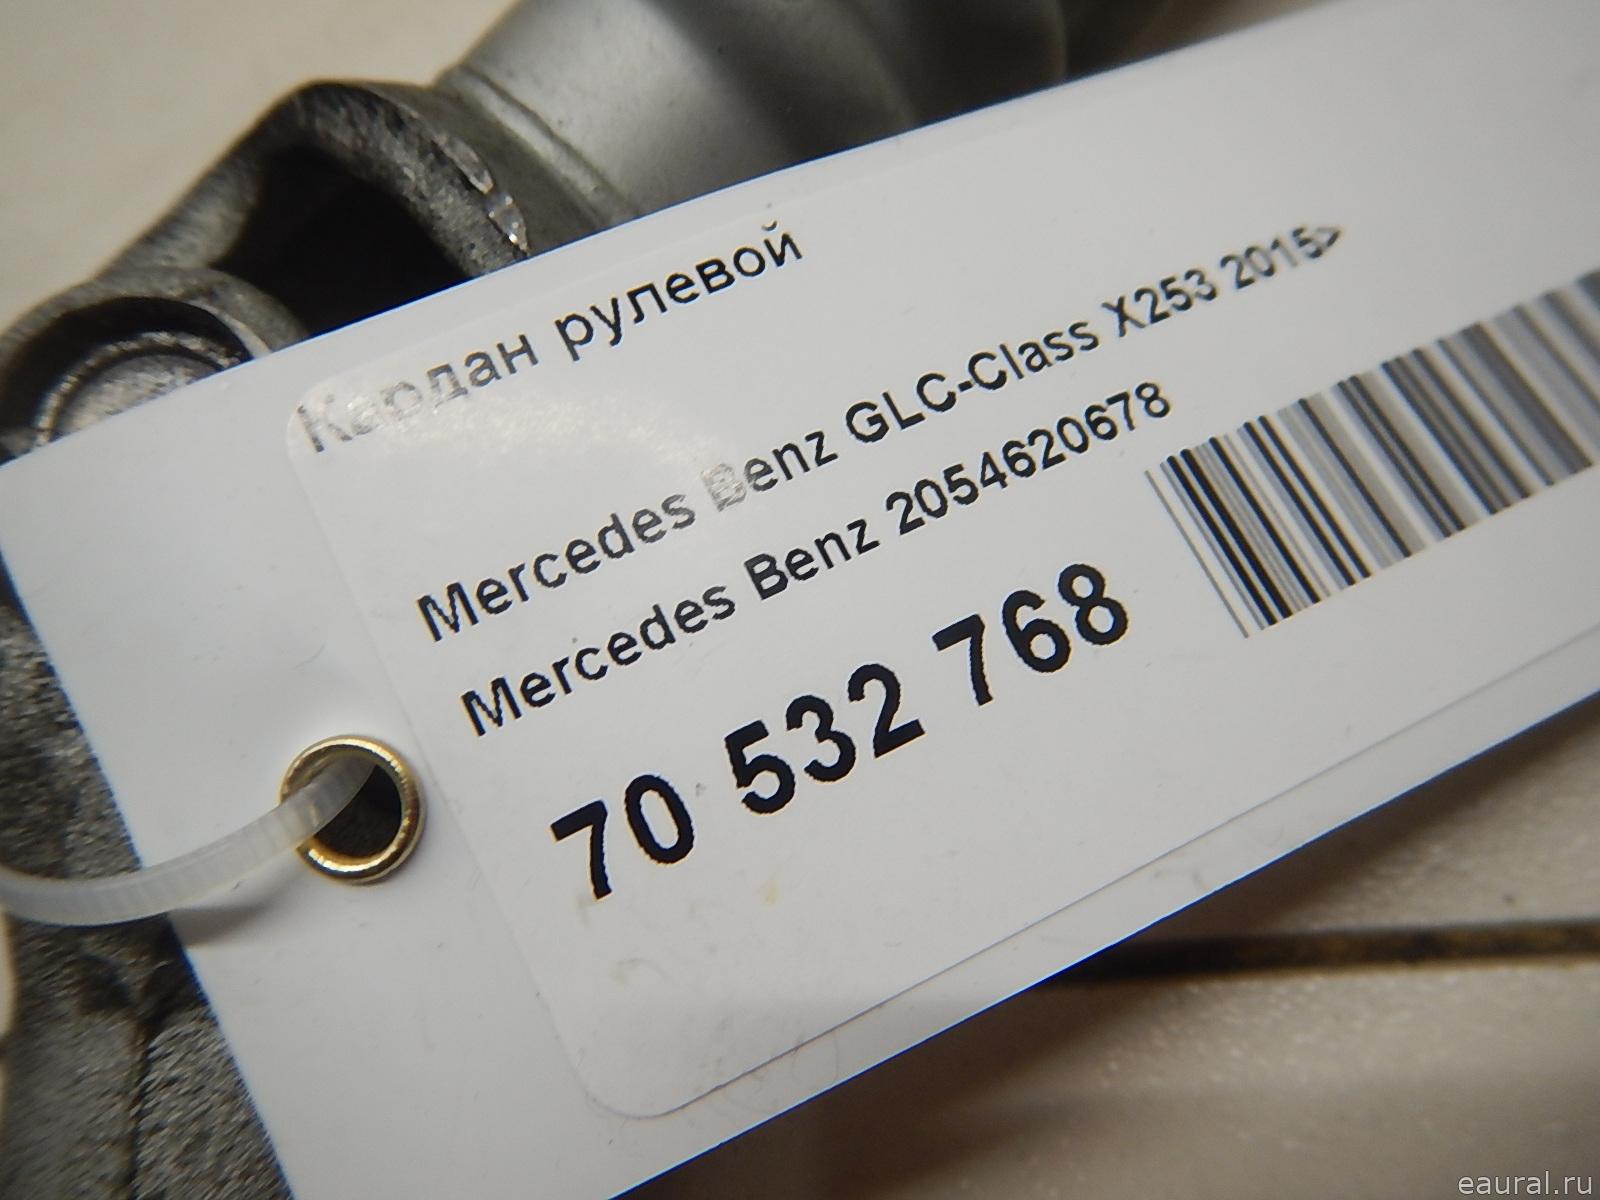 Кардан рулевой
Mercedes Benz GLC-Class X253 2015>
Mercedes Benz 2054620678
70 532 768
eaural.ru